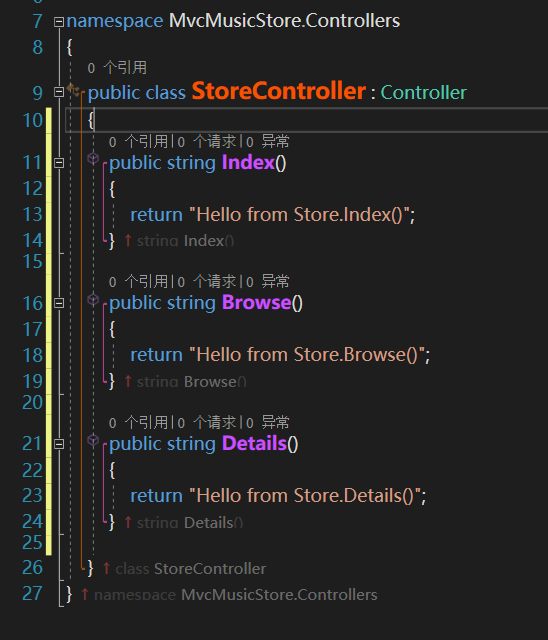 7 namespace MvcMusicStore.Controllers
8 {
0 个引用
9 public class StoreController : Controller
10 {
0 个引用|0 个请求|0 异常
11 public string Index()
12 {
13 return "Hello from Store.Index()";
14 } ↑ string Index()
15
0 个引用|0 个请求|0 异常
16 public string Browse()
17 {
18 return "Hello from Store.Browse()";
19 } ↑ string Browse()
20
0 个引用|0 个请求|0 异常
21 public string Details()
22 {
23 return "Hello from Store.Details()";
24 } ↑ string Details()
25
26 } ↑ class StoreController
27 } ↑ namespace MvcMusicStore.Controllers